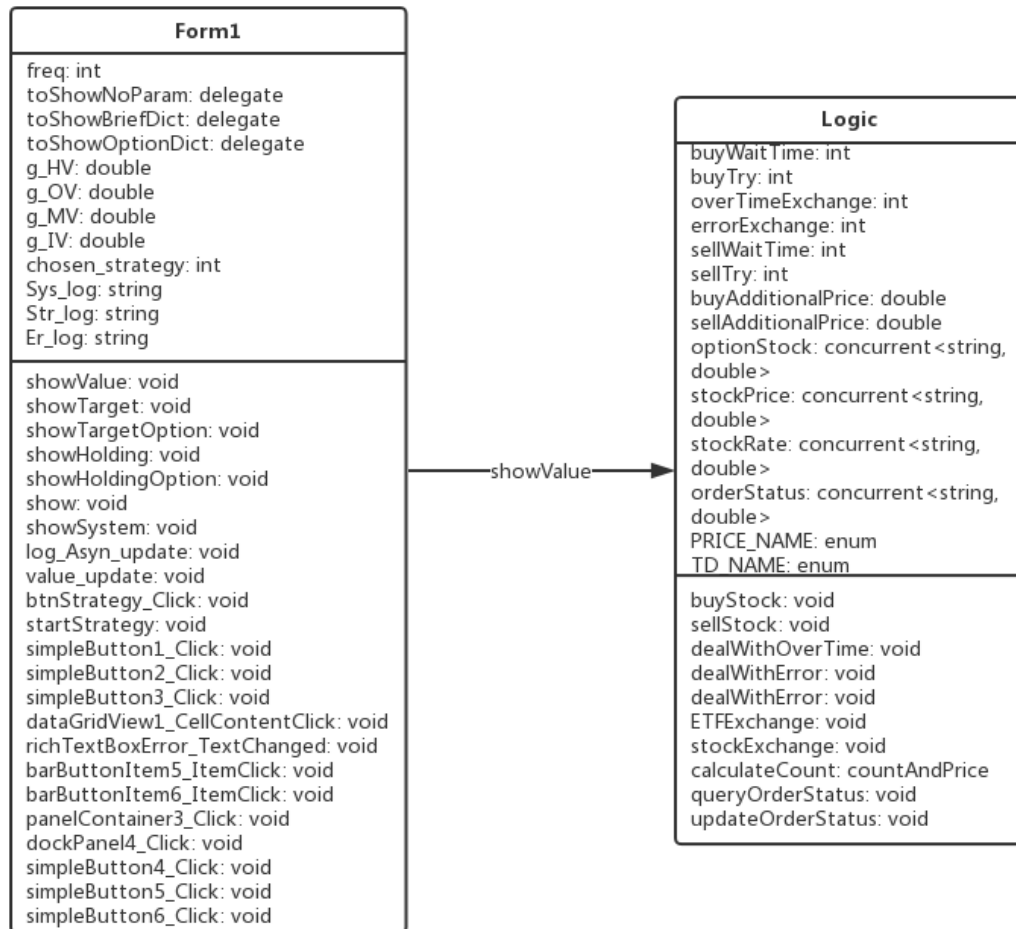 Form1
freq: int
toShowNoParam: delegate
toShowBriefDict: delegate
toShowOptionDict: delegate
g_HV: double
g_OV: double
g_MV: double
g_IV: double
chosen_strategy: int
Sys_log: string
Str_log: string
Er_log: string
showValue: void
showTarget: void
showTargetOption: void
showHolding: void
showHoldingOption: void
show: void
showSystem: void
log_Asyn_update: void
value_update: void
btnStrategy_Click: void
startStrategy: void
simpleButton1_Click: void
simpleButton2_Click: void
simpleButton3_Click: void
dataGridView1_CellContentClick: void
richTextBoxError_TextChanged: void
barButtonItem5_ItemClick: void
barButtonItem6_ItemClick: void
panelContainer3_Click: void
dockPanel4_Click: void
simpleButton4_Click: void
simpleButton5_Click: void
simpleButton6_Click: void
showValue
Logic
buyWaitTime: int
buyTry: int
overTimeExchange: int
errorExchange: int
sellWaitTime: int
sellTry: int
buyAdditionalPrice: double
sellAdditionalPrice: double
optionStock: concurrent<string,
double>
stockPrice: concurrent<string,
double>
stockRate: concurrent<string,
double>
orderStatus: concurrent<string,
double>
PRICE_NAME: enum
TD_NAME: enum
buyStock: void
sellStock: void
dealWithOverTime: void
dealWithError: void
dealWithError: void
ETFExchange: void
stockExchange: void
calculateCount: countAndPrice
queryOrderStatus: void
updateOrderStatus: void